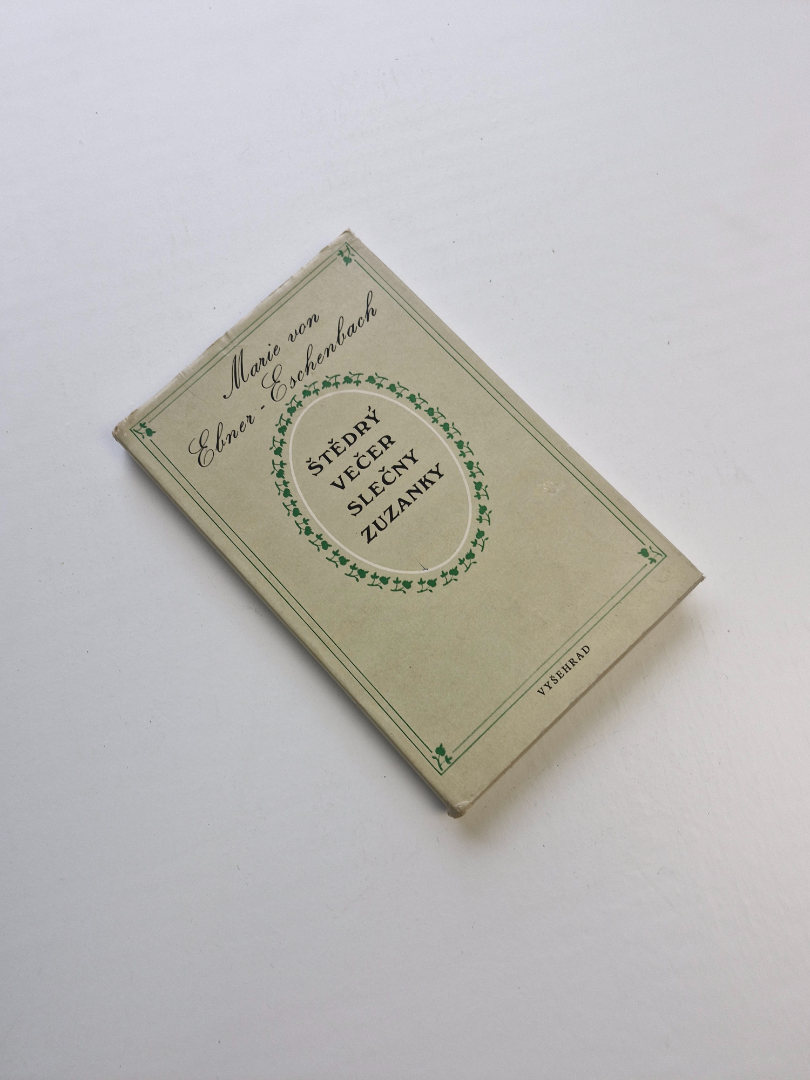 Marie von
Ebner-Eschenbach
ŠTĚDRÝ
VEČER
SLEČNY
ZUZANKY
VYŠEHRAD